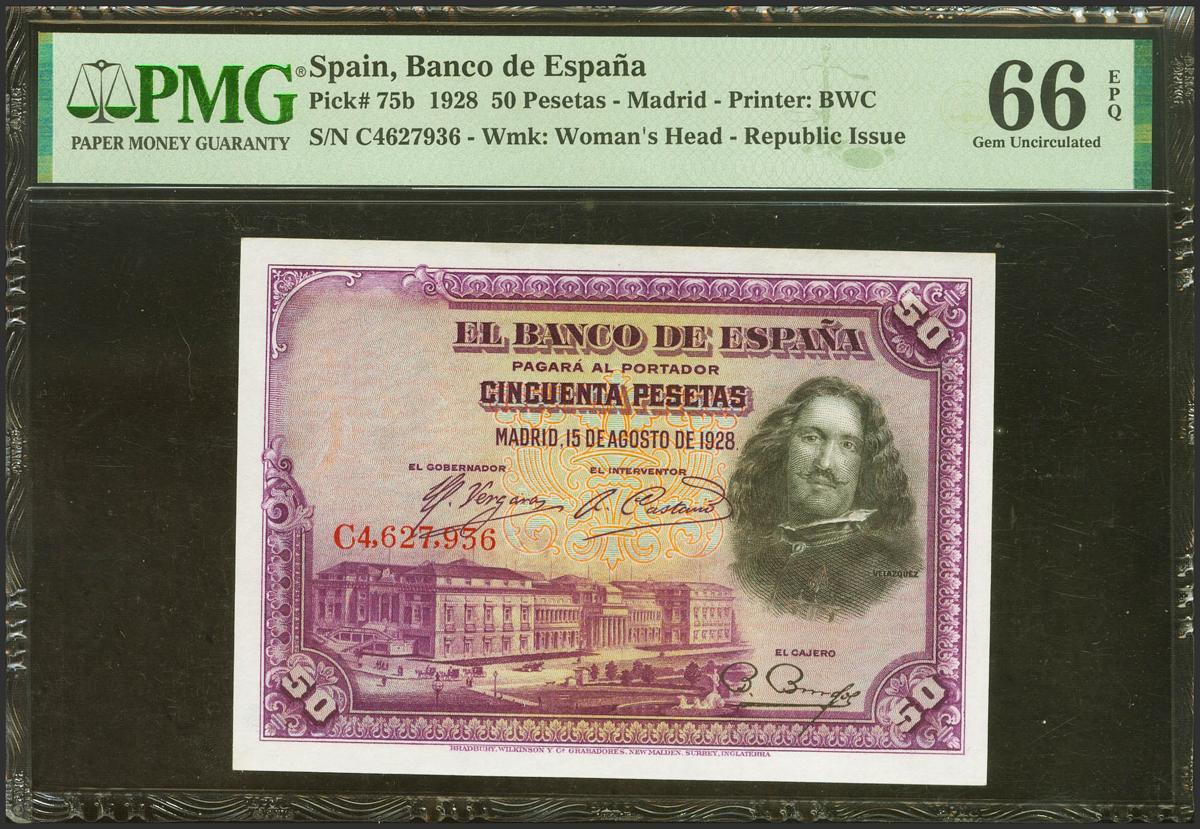 PMG®
PAPER MONEY GUARANTY
Spain, Banco de España
Pick# 75b 1928 50 Pesetas - Madrid - Printer: BWC
S/N C4627936 - Wmk: Woman's Head - Republic Issue
66 EPQ
Gem Uncirculated
50
EL BANCO DE ESPAÑA
PAGARÁ AL PORTADOR
CINCUENTA PESETAS
MADRID, 15 DE AGOSTO DE 1928.
EL GOBERNADOR EL INTERVENTOR
C4,627,936
VELAZQUEZ
EL CAJERO
50 50
BRADBURY, WILKINSON Y Cª GRABADORES, NEW MALDEN, SURREY, INGLATERRA